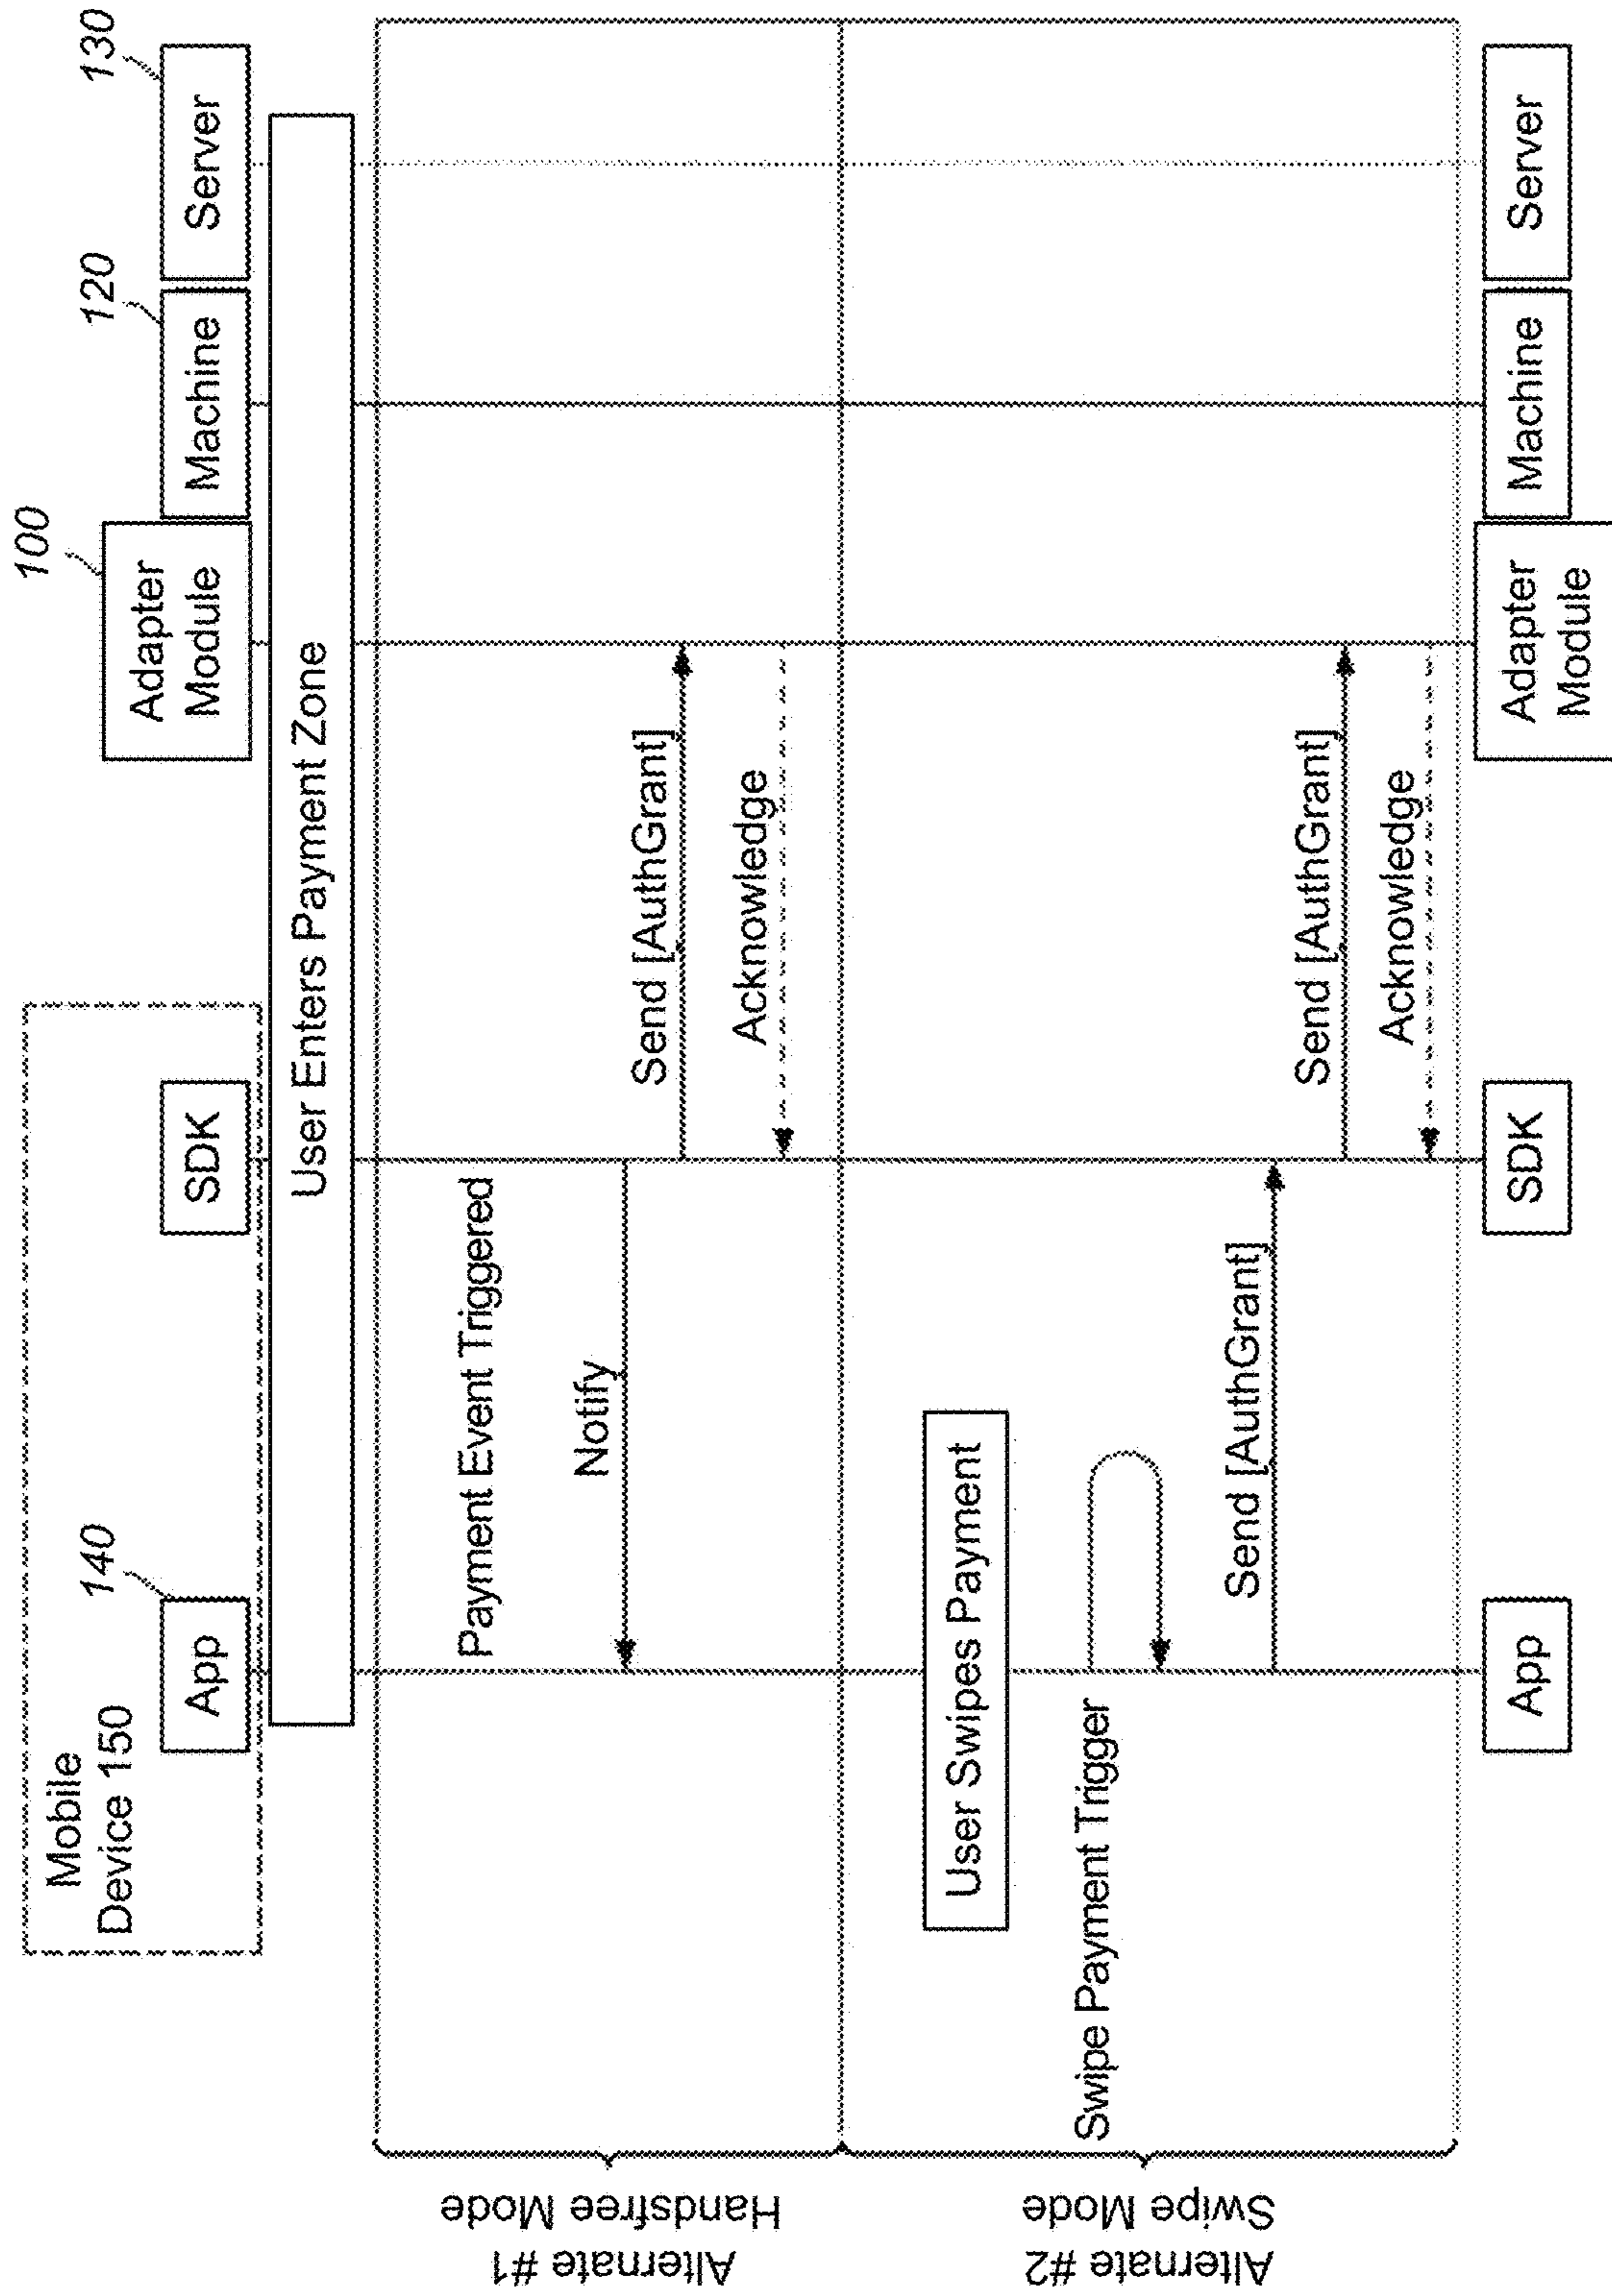 Mobile
Device 150
140
100
120
130
App
SDK
Adapter
Module
Machine
Server
User Enters Payment Zone
Alternate #1
Handsfree Mode
Payment Event Triggered
Notify
Send [AuthGrant]
Acknowledge
Alternate #2
Swipe Mode
User Swipes Payment
Swipe Payment Trigger
Send [AuthGrant]
Send [AuthGrant]
Acknowledge
App
SDK
Adapter
Module
Machine
Server